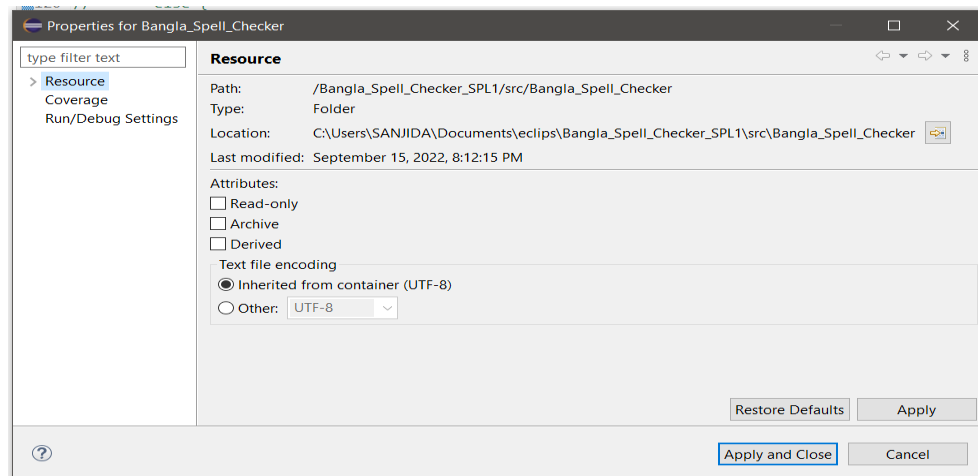 Properties for Bangla_Spell_Checker
type filter text
Resource
Coverage
Run/Debug Settings
Resource
Path: /Bangla_Spell_Checker_SPL1/src/Bangla_Spell_Checker
Type: Folder
Location: C:\Users\SANJIDA\Documents\eclips\Bangla_Spell_Checker_SPL1\src\Bangla_Spell_Checker
Last modified: September 15, 2022, 8:12:15 PM
Attributes:
Read-only
Archive
Derived
Text file encoding
Inherited from container (UTF-8)
Other: UTF-8
Restore Defaults Apply
? Apply and Close Cancel